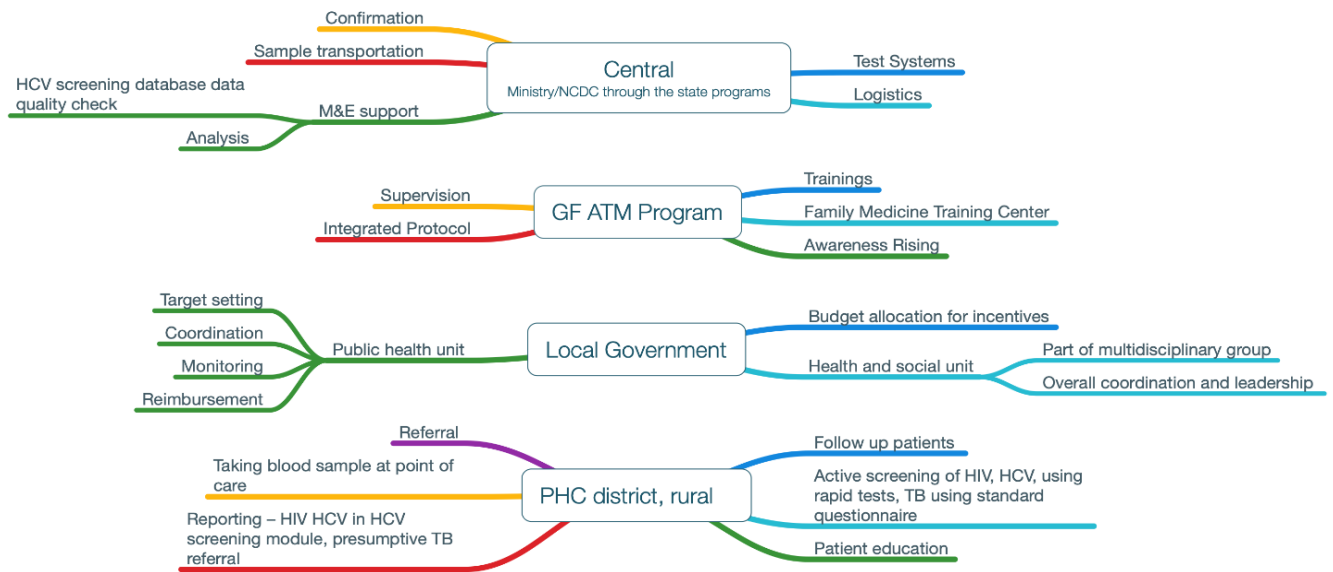 Confirmation
Sample transportation
HCV screening database data
quality check
M&E support
Analysis
Central
Ministry/NCDC through the state programs
Test Systems
Logistics
Supervision
Integrated Protocol
GF ATM Program
Trainings
Family Medicine Training Center
Awareness Rising
Target setting
Coordination
Monitoring
Reimbursement
Public health unit
Local Government
Budget allocation for incentives
Health and social unit
Part of multidisciplinary group
Overall coordination and leadership
Referral
Taking blood sample at point of
care
Reporting – HIV HCV in HCV
screening module, presumptive TB
referral
PHC district, rural
Follow up patients
Active screening of HIV, HCV, using
rapid tests, TB using standard
questionnaire
Patient education